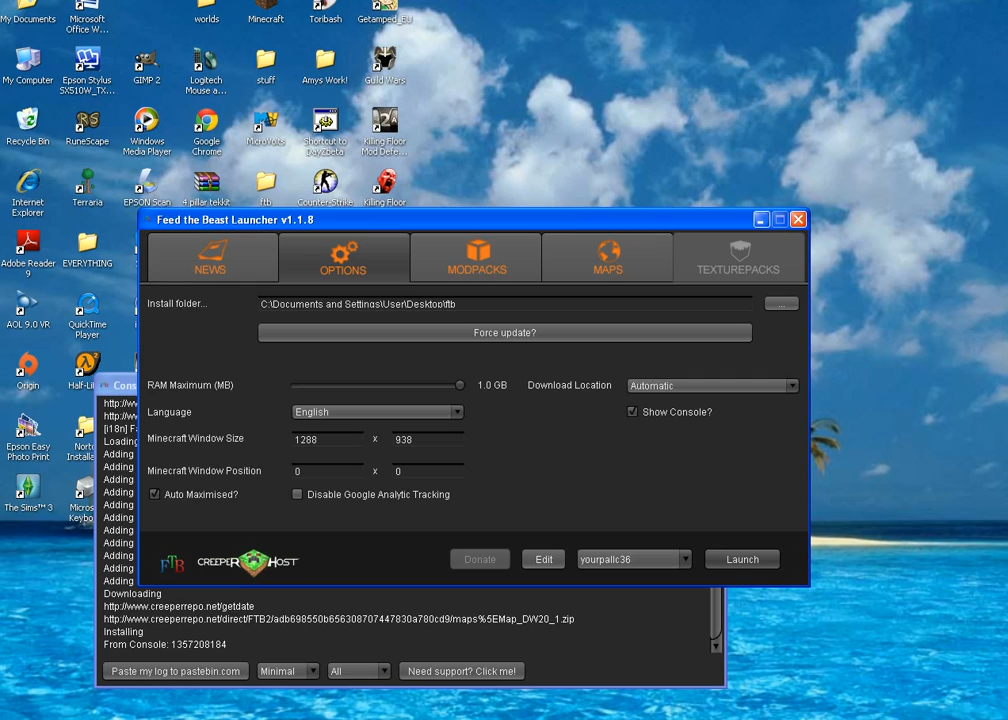 My Documents
Microsoft Office W...
worlds
Minecraft
Toribash
Getamped_EU
My Computer
Epson Stylus SX510W_TX...
GIMP 2
Logitech Mouse a...
stuff
Amys Work!
Guild Wars
Recycle Bin
RuneScape
Windows Media Player
Google Chrome
MicroVolts
Shortcut to DayZbeta
Killing Floor Mod Defe...
Internet Explorer
Terraria
EPSON Scan
4 pillar tekkit
ftb
Counter-Strike
Killing Floor
Adobe Reader 9
EVERYTHING
AOL 9.0 VR
QuickTime Player
Origin
Half-Li
Epson Easy Photo Print
Norto
Installa
The Sims™ 3
Micros
Keybo
Feed the Beast Launcher v1.1.8
NEWS
OPTIONS
MODPACKS
MAPS
TEXTUREPACKS
Install folder...
C:\Documents and Settings\User\Desktop\ftb
...
Force update?
RAM Maximum (MB)
1.0 GB
Download Location
Automatic
Language
English
Show Console?
Minecraft Window Size
1288 x 938
Minecraft Window Position
0 x 0
Auto Maximised?
Disable Google Analytic Tracking
FTB
CREEPER HOST
Donate
Edit
yourpallc36
Launch
Cons
http://w
http://w
[i18n] F
Loading
Adding
Adding
Adding
Adding
Adding
Adding
Adding
Adding
Adding
Adding
Adding
Downloading
http://www.creeperrepo.net/getdate
http://www.creeperrepo.net/direct/FTB2/adb698550b656308707447830a780cd9/maps%5EMap_DW20_1.zip
Installing
From Console: 1357208184
Paste my log to pastebin.com
Minimal
All
Need support? Click me!